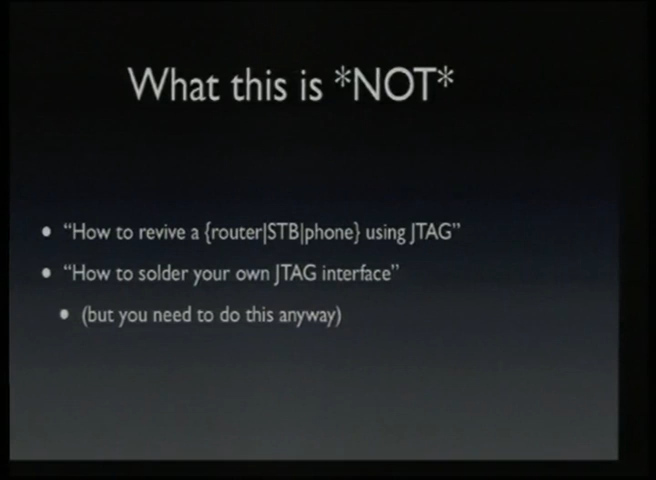 What this is *NOT*
• “How to revive a {router|STB|phone} using JTAG”
• “How to solder your own JTAG interface”
• (but you need to do this anyway)